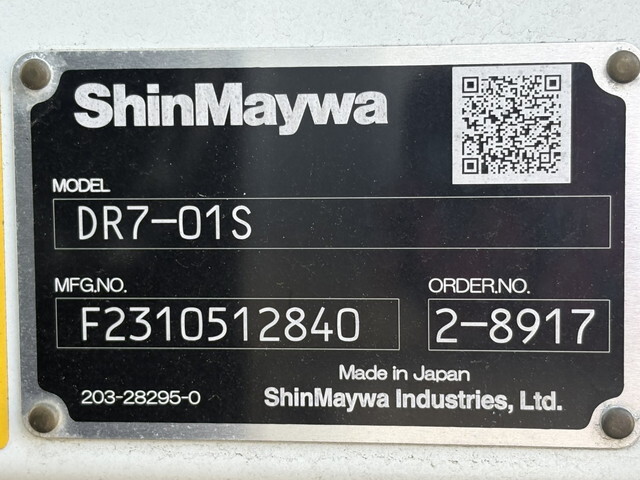 ShinMaywa
MODEL
DR7-01S
MFG.NO.
F2310512840
ORDER.NO.
2-8917
Made in Japan
203-28295-0
ShinMaywa Industries, Ltd.